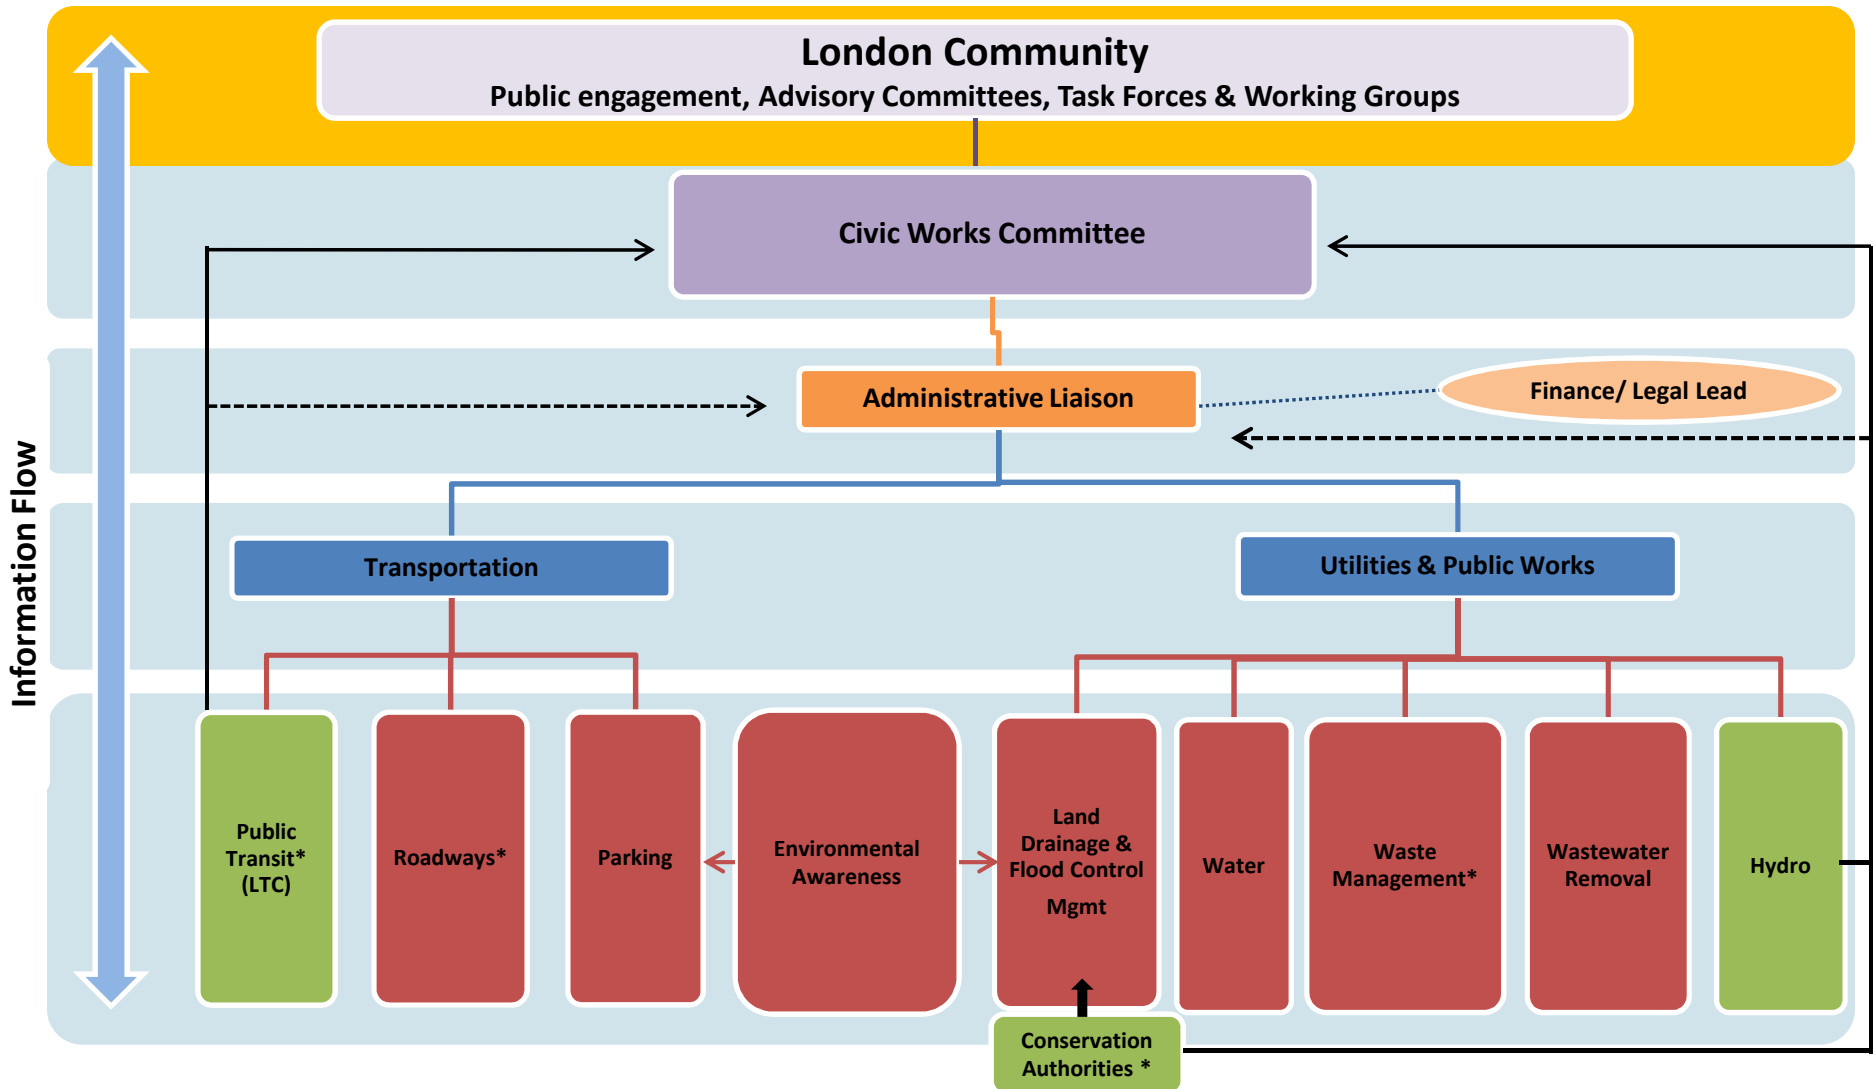 London Community
Public engagement, Advisory Committees, Task Forces & Working Groups
Civic Works Committee
Administrative Liaison
Finance/ Legal Lead
Information Flow
Transportation
Utilities & Public Works
Public
Transit*
(LTC)
Roadways*
Parking
Environmental
Awareness
Land
Drainage &
Flood Control
Mgmt
Water
Waste
Management*
Wastewater
Removal
Hydro
Conservation
Authorities *